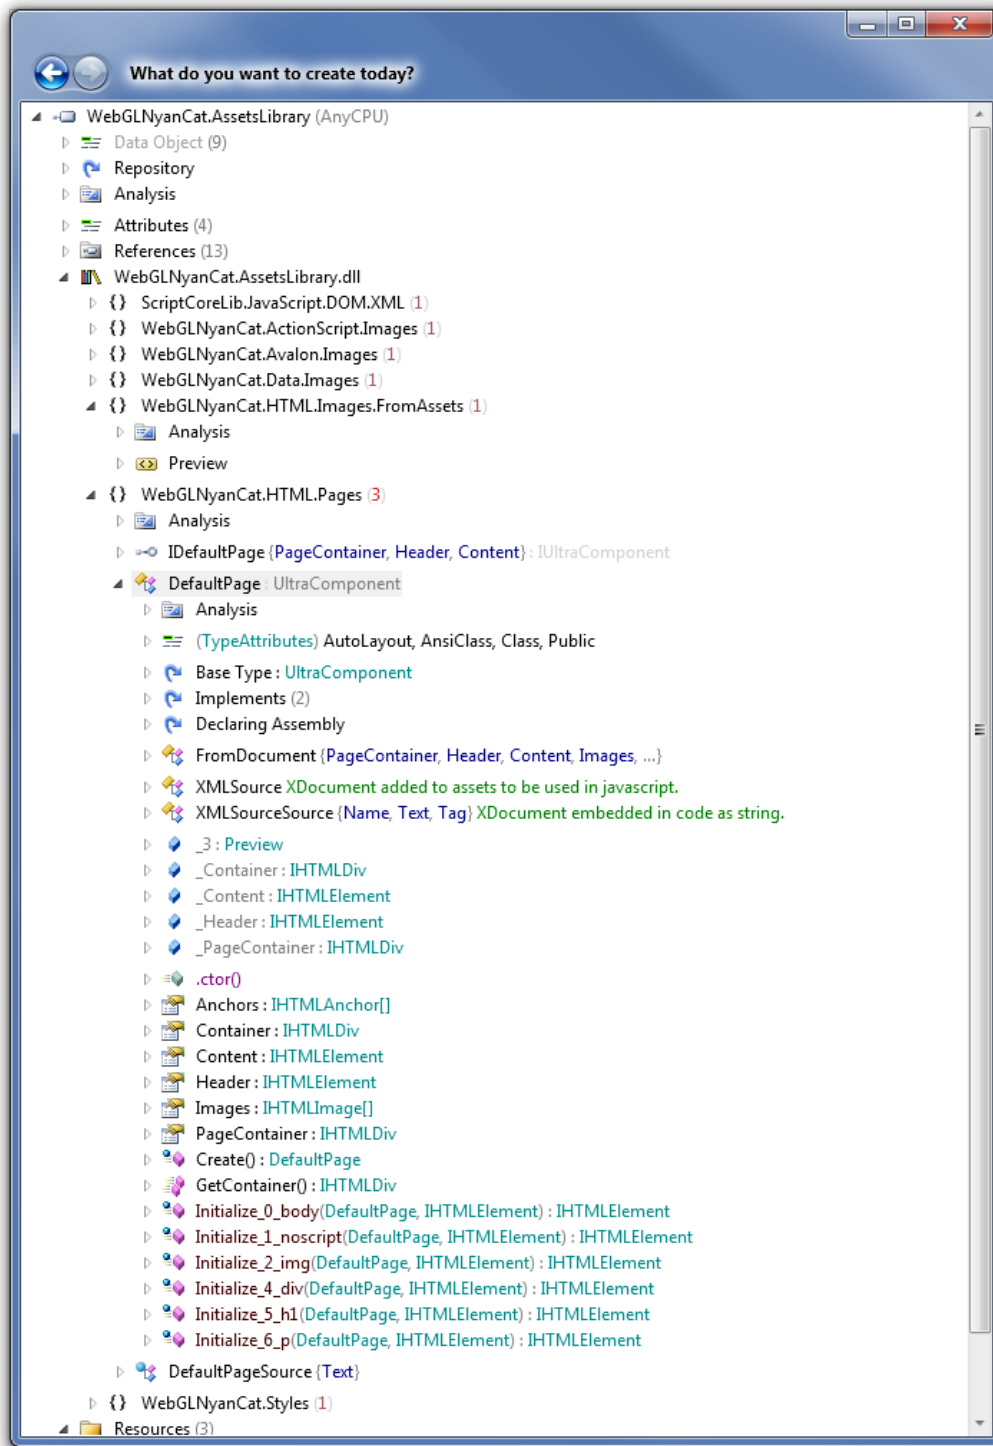 What do you want to create today?
WebGLNyanCat.AssetsLibrary (AnyCPU)
Data Object (9)
Repository
Analysis
Attributes (4)
References (13)
WebGLNyanCat.AssetsLibrary.dll
{} ScriptCoreLib.JavaScript.DOM.XML (1)
{} WebGLNyanCat.ActionScript.Images (1)
{} WebGLNyanCat.Avalon.Images (1)
{} WebGLNyanCat.Data.Images (1)
{} WebGLNyanCat.HTML.Images.FromAssets (1)
Analysis
Preview
{} WebGLNyanCat.HTML.Pages (3)
Analysis
IDefaultPage {PageContainer, Header, Content} : IUltraComponent
DefaultPage : UltraComponent
Analysis
(TypeAttributes) AutoLayout, AnsiClass, Class, Public
Base Type : UltraComponent
Implements (2)
Declaring Assembly
FromDocument {PageContainer, Header, Content, Images, ...}
XMLSource XDocument added to assets to be used in javascript.
XMLSourceSource {Name, Text, Tag} XDocument embedded in code as string.
_3 : Preview
_Container : IHTMLDiv
_Content : IHTMLElement
_Header : IHTMLElement
_PageContainer : IHTMLDiv
.ctor()
Anchors : IHTMLAnchor[]
Container : IHTMLDiv
Content : IHTMLElement
Header : IHTMLElement
Images : IHTMLImage[]
PageContainer : IHTMLDiv
Create() : DefaultPage
GetContainer() : IHTMLDiv
Initialize_0_body(DefaultPage, IHTMLElement) : IHTMLElement
Initialize_1_noscript(DefaultPage, IHTMLElement) : IHTMLElement
Initialize_2_img(DefaultPage, IHTMLElement) : IHTMLElement
Initialize_4_div(DefaultPage, IHTMLElement) : IHTMLElement
Initialize_5_h1(DefaultPage, IHTMLElement) : IHTMLElement
Initialize_6_p(DefaultPage, IHTMLElement) : IHTMLElement
DefaultPageSource {Text}
{} WebGLNyanCat.Styles (1)
Resources (3)